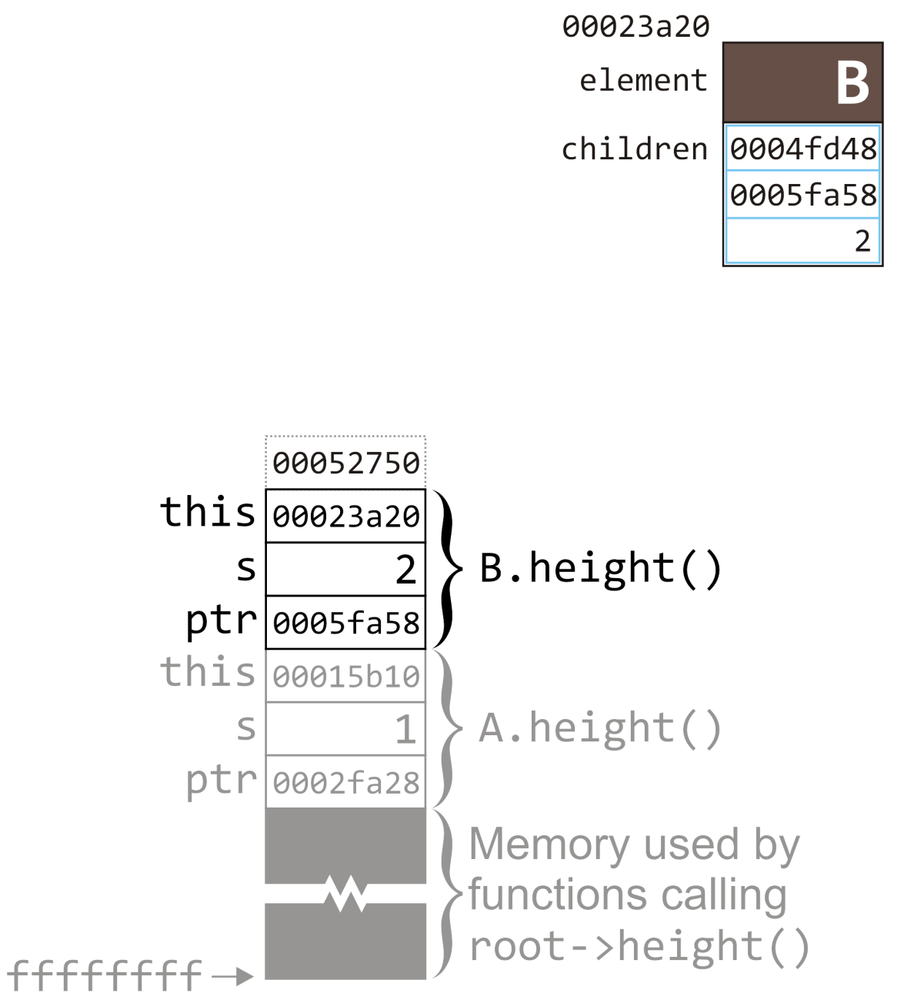 00023a20
element B
children 0004fd48
0005fa58
2
00052750
this 00023a20
s 2 B.height()
ptr 0005fa58
this 00015b10
s 1 A.height()
ptr 0002fa28
Memory used by
functions calling
root->height()
ffffffff